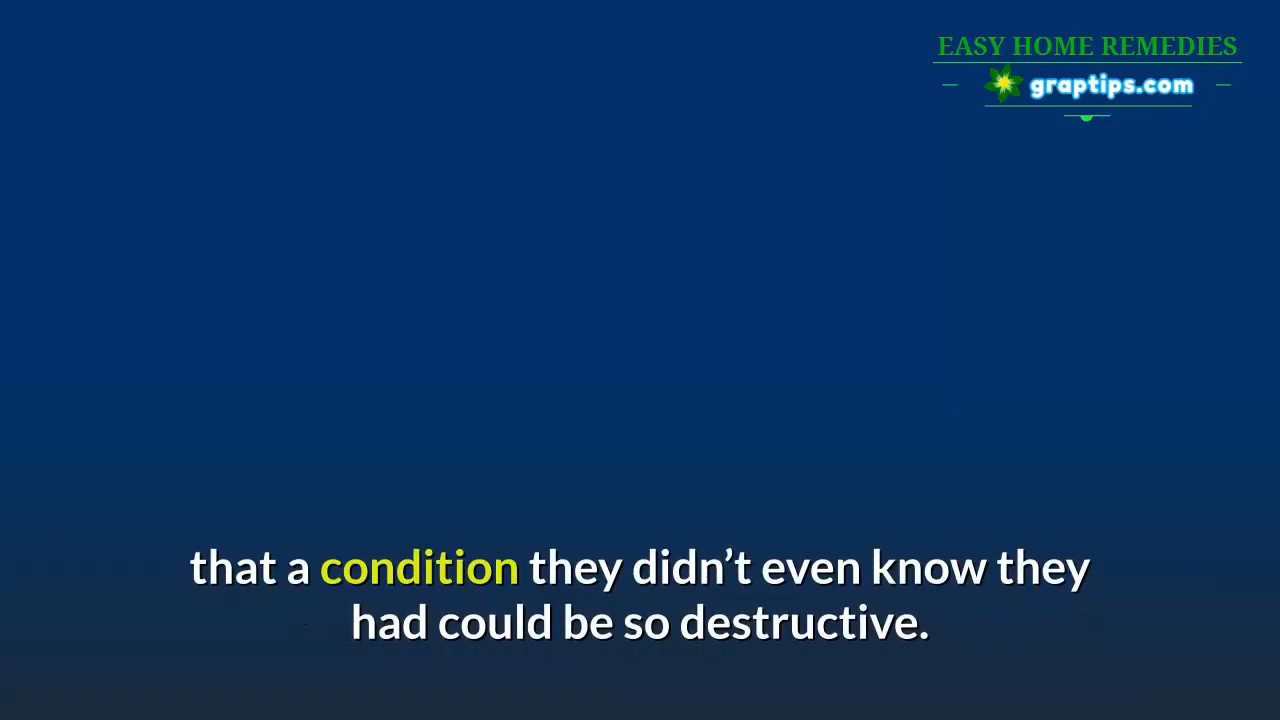 EASY HOME REMEDIES
graptips.com
that a condition they didn’t even know they
had could be so destructive.